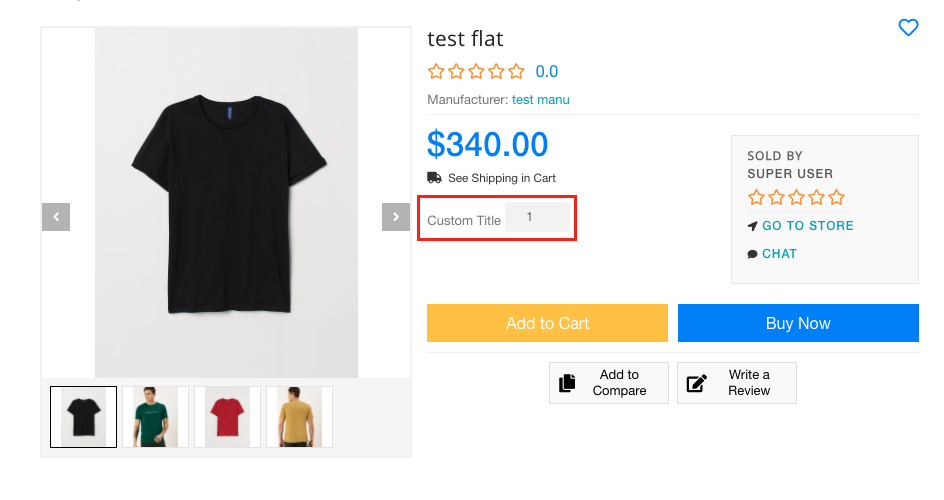 test flat
0.0
Manufacturer: test manu
$340.00
See Shipping in Cart
Custom Title 1
SOLD BY
SUPER USER
GO TO STORE
CHAT
Add to Cart
Buy Now
Add to
Compare
Write a
Review